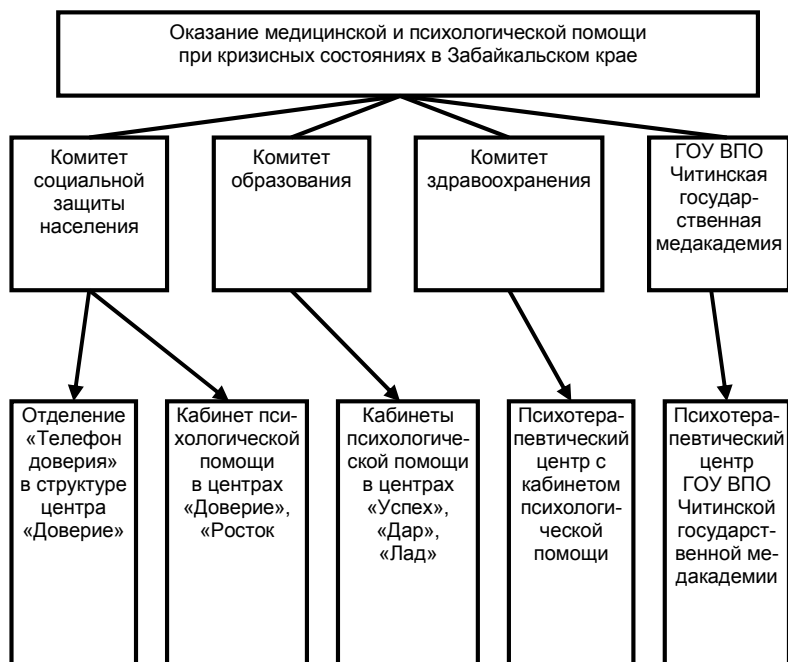 Оказание медицинской и психологической помощи
при кризисных состояниях в Забайкальском крае
Комитет
социальной
защиты
населения
Комитет
образования
Комитет
здравоохранения
ГОУ ВПО
Читинская
государ-
ственная
медакадемия
Отделение
«Телефон
доверия»
в структуре
центра
«Доверие»
Кабинет пси-
хологической
помощи
в центрах
«Доверие»,
«Росток
Кабинеты
психологиче-
ской помощи
в центрах
«Успех»,
«Дар»,
«Лад»
Психотера-
певтический
центр с
кабинетом
психологи-
ческой
помощи
Психотера-
певтический
центр
ГОУ ВПО
Читинской
государст-
венной ме-
дакадемии